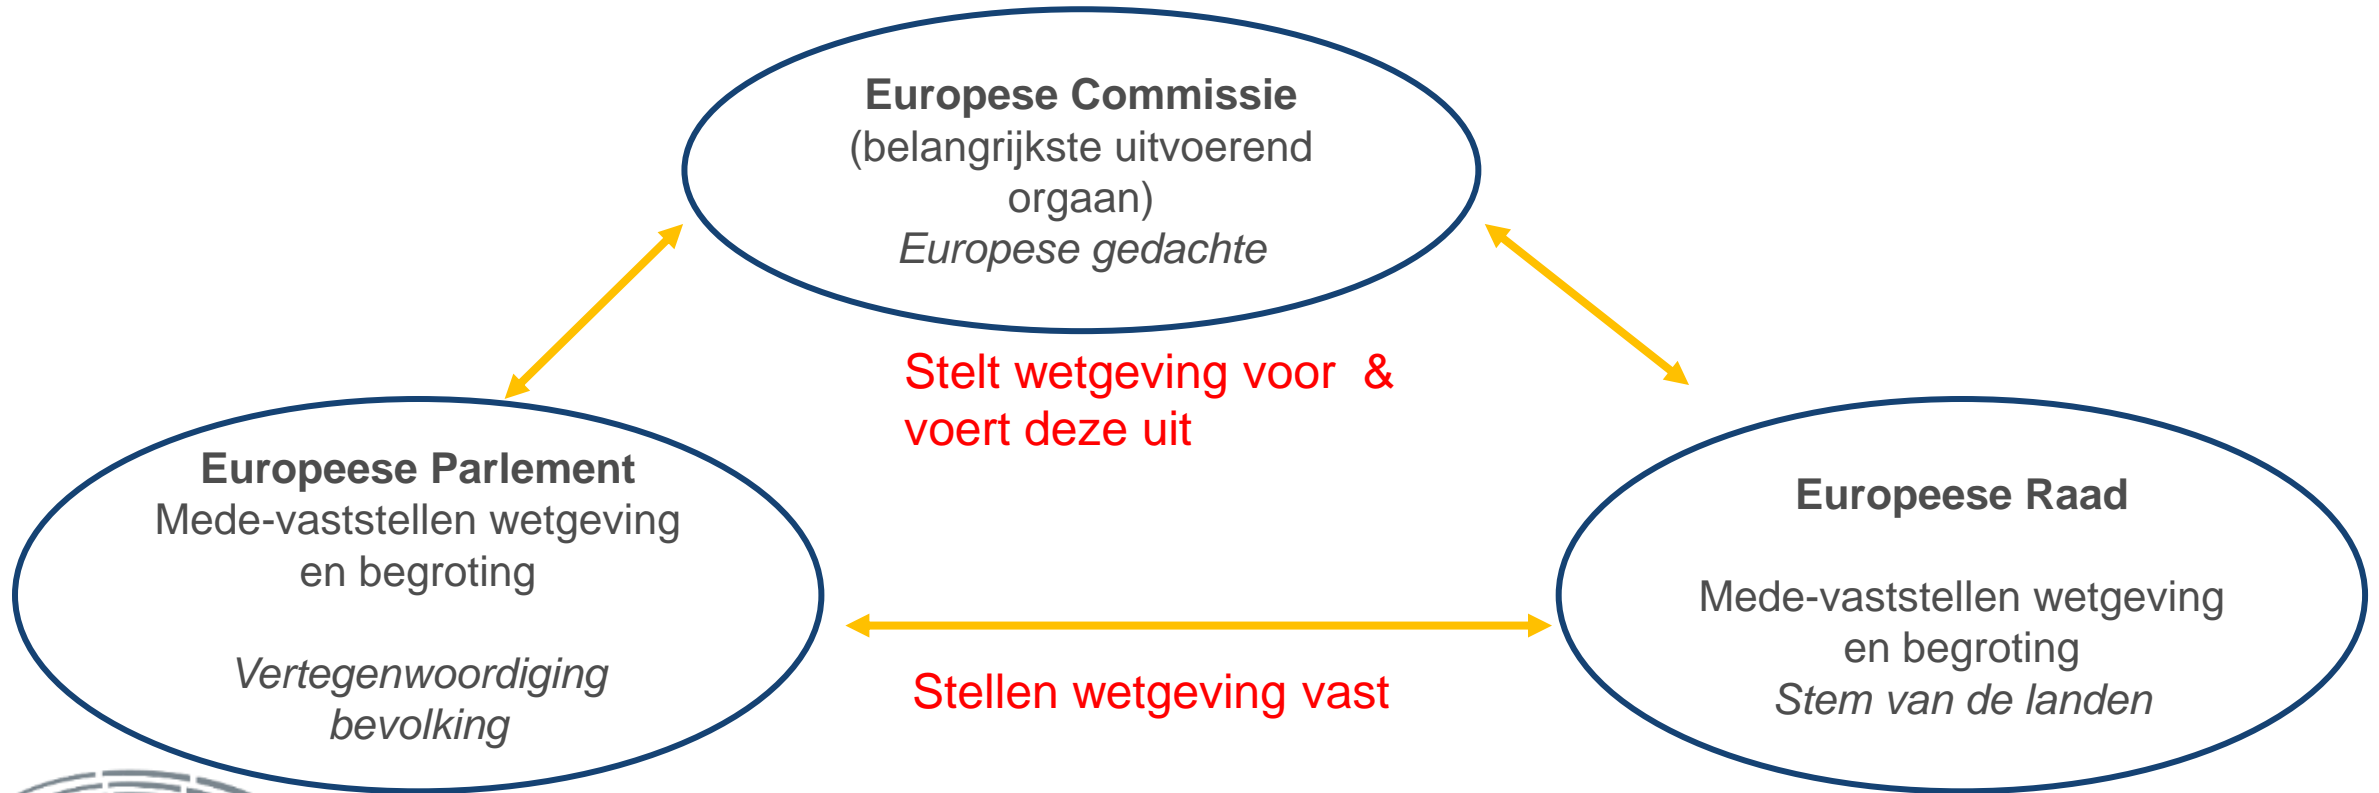 Europese Commissie
(belangrijkste uitvoerend
orgaan)
Europese gedachte
Stelt wetgeving voor  &
voert deze uit
Europeese Parlement
Mede-vaststellen wetgeving
en begroting
Vertegenwoordiging
bevolking
Europeese Raad
Mede-vaststellen wetgeving
en begroting
Stem van de landen
Stellen wetgeving vast